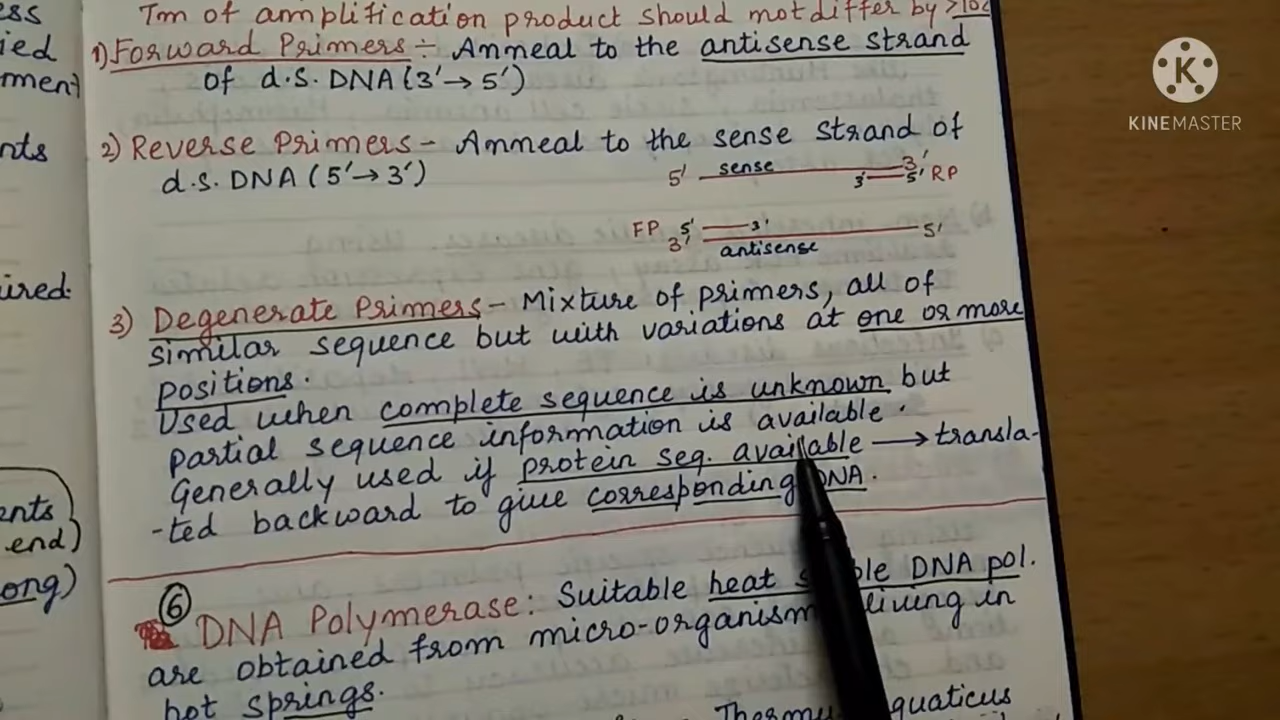 ess
ied
ment
nts
uired.
ents
end)
ong)
Tm of amplification product should not differ by >10c
1) Forward Primers ÷ Anneal to the antisense strand
of d.s. DNA (3' → 5')
2) Reverse Primers - Anneal to the sense strand of
d.s. DNA (5' → 3')
5' sense 3'
3' 5' RP
FP 5' 3'
3' antisense 5'
3) Degenerate Primers - Mixture of primers, all of
similar sequence but with variations at one or more
positions.
Used when complete sequence is unknown but
partial sequence information is available.
Generally used if protein seq. available → transla-
-ted backward to give corresponding DNA.
6
DNA Polymerase: Suitable heat stable DNA pol.
are obtained from micro-organism living in
hot springs.
Thermus aquaticus
K
KINEMASTER